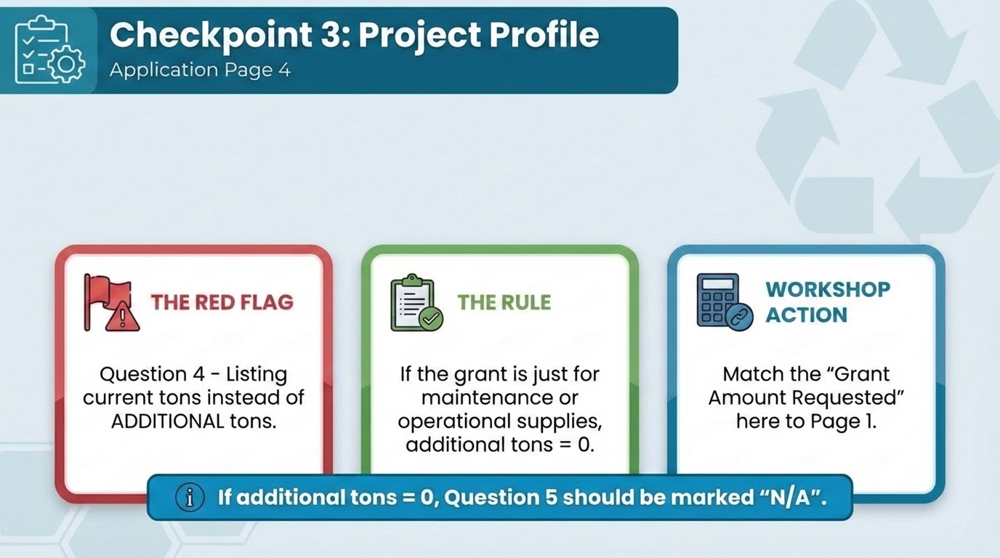 Checkpoint 3: Project Profile
Application Page 4
THE RED FLAG
Question 4 - Listing
current tons instead of
ADDITIONAL tons.
THE RULE
If the grant is just for
maintenance or
operational supplies,
additional tons = 0.
WORKSHOP
ACTION
Match the “Grant
Amount Requested”
here to Page 1.
If additional tons = 0, Question 5 should be marked “N/A”.